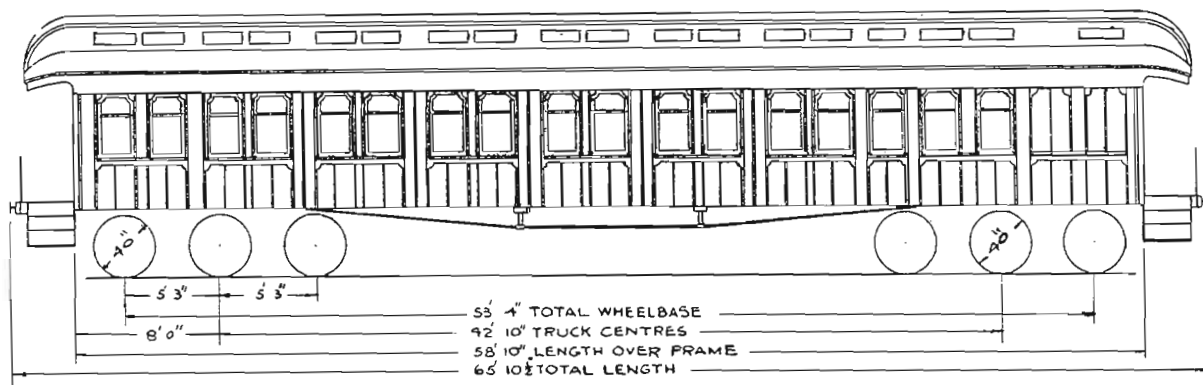 40"
40"
5' 3" 5' 3"
53' 4" TOTAL WHEELBASE
8' 0"
42' 10" TRUCK CENTRES
58' 10" LENGTH OVER FRAME
65' 10½ TOTAL LENGTH